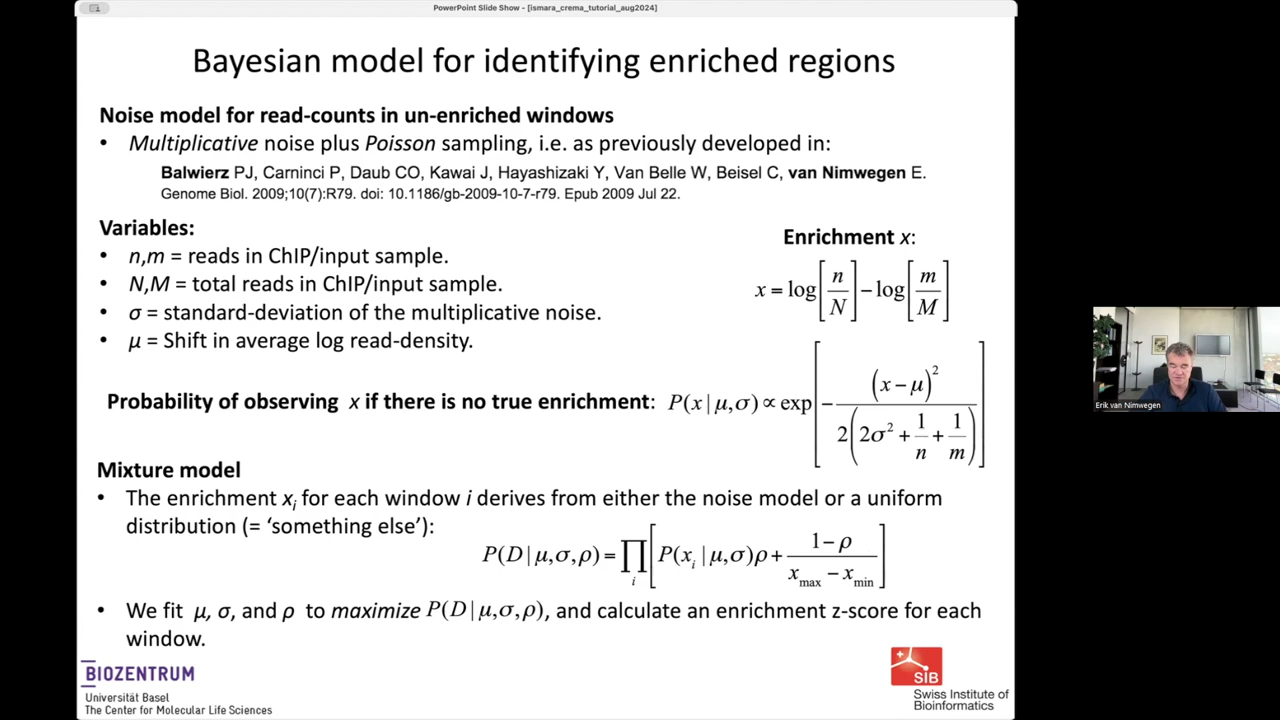 PowerPoint Slide Show - [ismara_crema_tutorial_aug2024]
Bayesian model for identifying enriched regions
Noise model for read-counts in un-enriched windows
• Multiplicative noise plus Poisson sampling, i.e. as previously developed in:
Balwierz PJ, Carninci P, Daub CO, Kawai J, Hayashizaki Y, Van Belle W, Beisel C, van Nimwegen E.
Genome Biol. 2009;10(7):R79. doi: 10.1186/gb-2009-10-7-r79. Epub 2009 Jul 22.
Variables:
• n,m = reads in ChIP/input sample.
• N,M = total reads in ChIP/input sample.
• σ = standard-deviation of the multiplicative noise.
• μ = Shift in average log read-density.
Enrichment x:
x = log[n/N] − log[m/M]
Probability of observing x if there is no true enrichment: P(x | μ,σ) ∝ exp[−(x−μ)²/(2(2σ² + 1/n + 1/m))]
Mixture model
• The enrichment xᵢ for each window i derives from either the noise model or a uniform
distribution (= ‘something else’):
P(D | μ,σ,ρ) = ∏ᵢ[P(xᵢ | μ,σ)ρ + (1−ρ)/(x_max − x_min)]
• We fit μ, σ, and ρ to maximize P(D | μ,σ,ρ), and calculate an enrichment z-score for each
window.
BIOZENTRUM
Universität Basel
The Center for Molecular Life Sciences
SIB
Swiss Institute of
Bioinformatics
Erik van Nimwegen